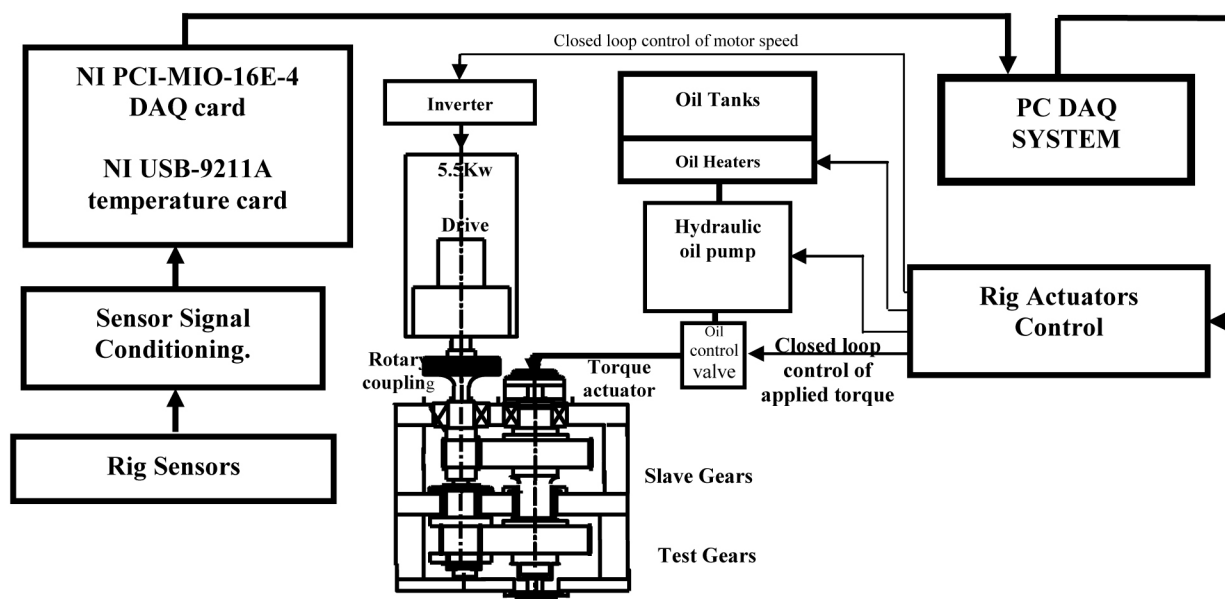 NI PCI-MIO-16E-4
DAQ card
NI USB-9211A
temperature card
Sensor Signal
Conditioning.
Rig Sensors
Closed loop control of motor speed
Inverter
5.5Kw
Drive
Rotary
coupling
Oil Tanks
Oil Heaters
Hydraulic
oil pump
Oil
control
valve
Torque
actuator
Closed loop
control of
applied torque
PC DAQ
SYSTEM
Rig Actuators
Control
Slave Gears
Test Gears